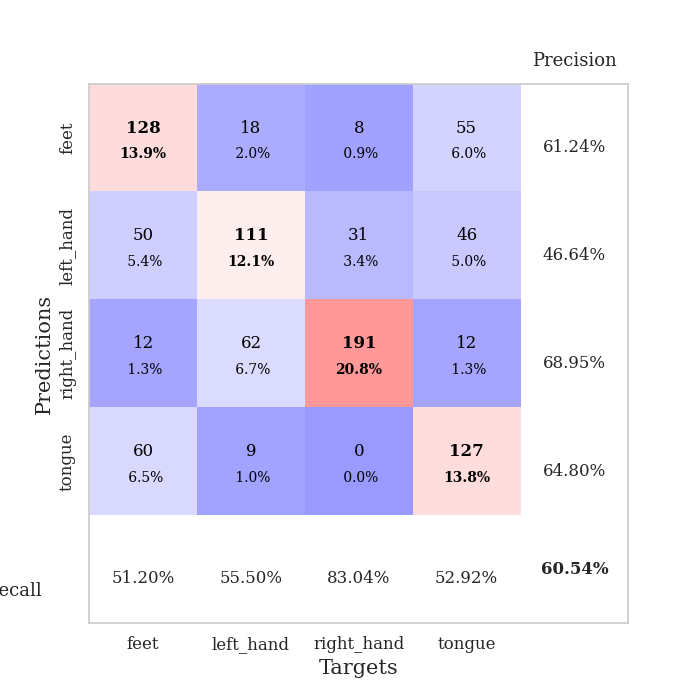 Precision
feet 128 18 8 55 61.24%
13.9% 2.0% 0.9% 6.0%
left_hand 50 111 31 46 46.64%
5.4% 12.1% 3.4% 5.0%
Predictions
right_hand 12 62 191 12 68.95%
1.3% 6.7% 20.8% 1.3%
tongue 60 9 0 127 64.80%
6.5% 1.0% 0.0% 13.8%
ecall 51.20% 55.50% 83.04% 52.92% 60.54%
feet left_hand right_hand tongue
Targets